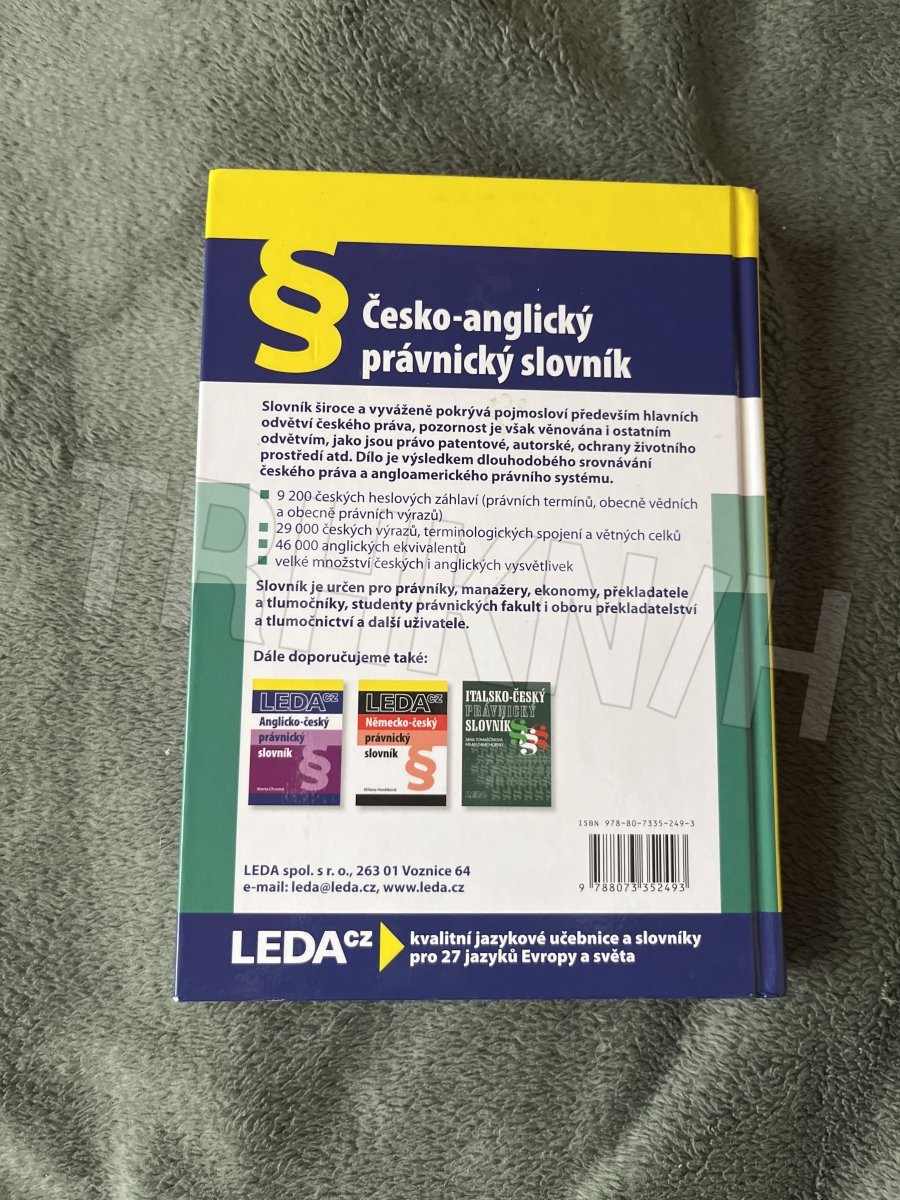 § Česko-anglický
právnický slovník
Slovník široce a vyváženě pokrývá pojmosloví především hlavních
odvětví českého práva, pozornost je však věnována i ostatním
odvětvím, jako jsou právo patentové, autorské, ochrany životního
prostředí atd. Dílo je výsledkem dlouhodobého srovnávání
českého práva a angloamerického právního systému.
9 200 českých heslových záhlaví (právních termínů, obecně vědních
a obecně právních výrazů)
29 000 českých výrazů, terminologických spojení a větných celků
46 000 anglických ekvivalentů
velké množství českých i anglických vysvětlivek
Slovník je určen pro právníky, manažery, ekonomy, překladatele
a tlumočníky, studenty právnických fakult i oboru překladatelství
a tlumočnictví a další uživatele.
Dále doporučujeme také:
LEDA cz
Anglicko-český
právnický
slovník
§
Marta Chromá
LEDA cz
Německo-český
právnický
slovník
§
Milena Horálková
ITALSKO-ČESKÝ
PRÁVNICKÝ
SLOVNÍK
§§§
LEDA
ISBN 978-80-7335-249-3
9 788073 352493
LEDA spol. s r. o., 263 01 Voznice 64
e-mail: leda@leda.cz, www.leda.cz
LEDA cz
kvalitní jazykové učebnice a slovníky
pro 27 jazyků Evropy a světa
TRHKNIH